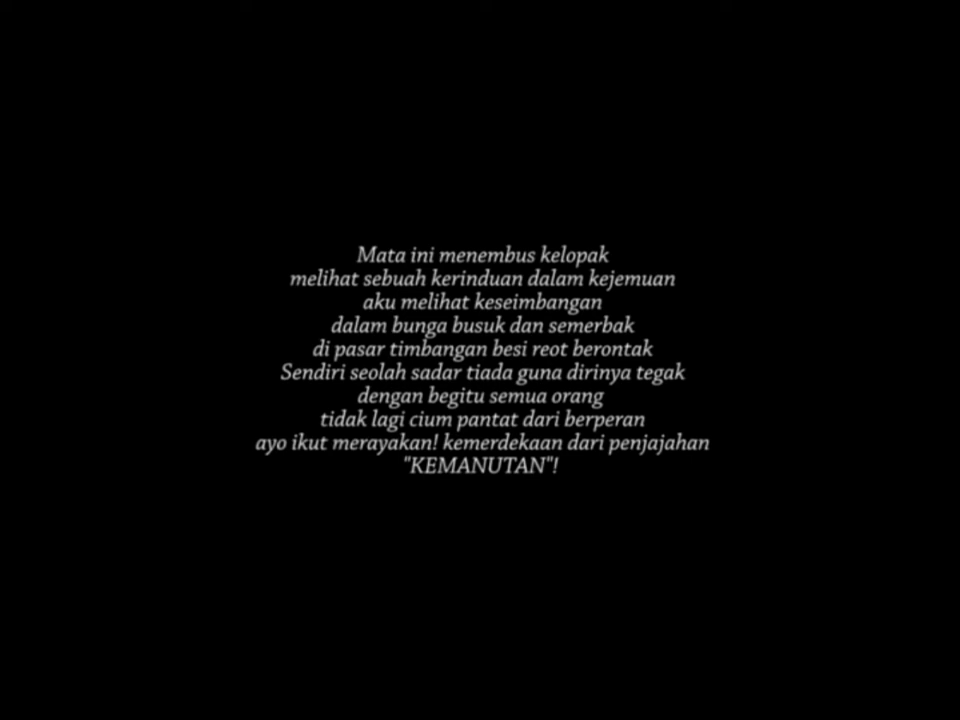 Mata ini menembus kelopak
melihat sebuah kerinduan dalam kejemuan
aku melihat keseimbangan
dalam bunga busuk dan semerbak
di pasar timbangan besi reot berontak
Sendiri seolah sadar tiada guna dirinya tegak
dengan begitu semua orang
tidak lagi cium pantat dari berperan
ayo ikut merayakan! kemerdekaan dari penjajahan
"KEMANUTAN"!